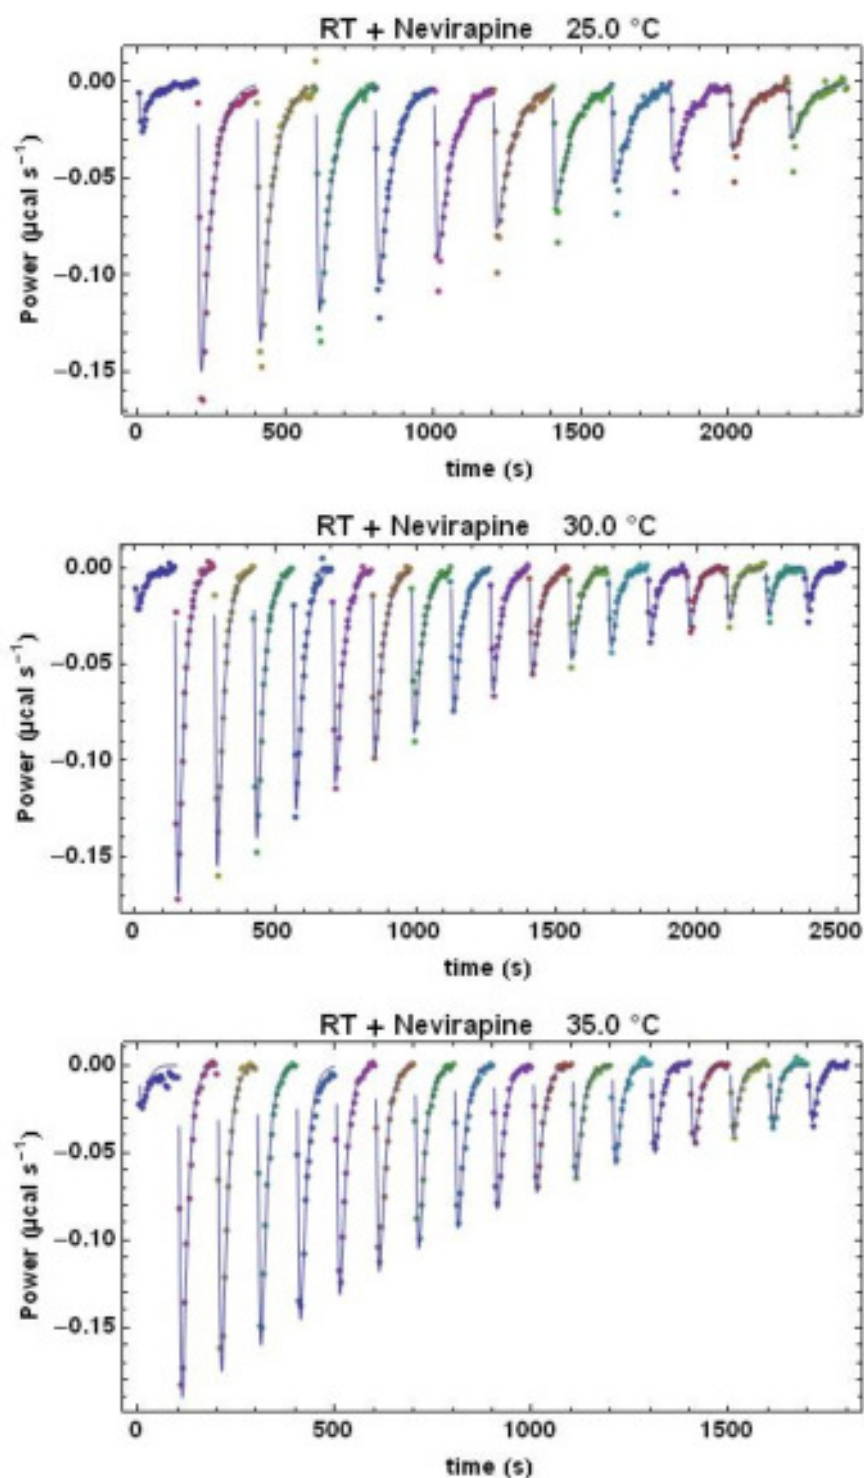 RT + Nevirapine 25.0 °C
0.00
−0.05
−0.10
−0.15
Power (µcal s⁻¹)
0 500 1000 1500 2000
time (s)
RT + Nevirapine 30.0 °C
0.00
−0.05
−0.10
−0.15
Power (µcal s⁻¹)
0 500 1000 1500 2000 2500
time (s)
RT + Nevirapine 35.0 °C
0.00
−0.05
−0.10
−0.15
Power (µcal s⁻¹)
0 500 1000 1500
time (s)